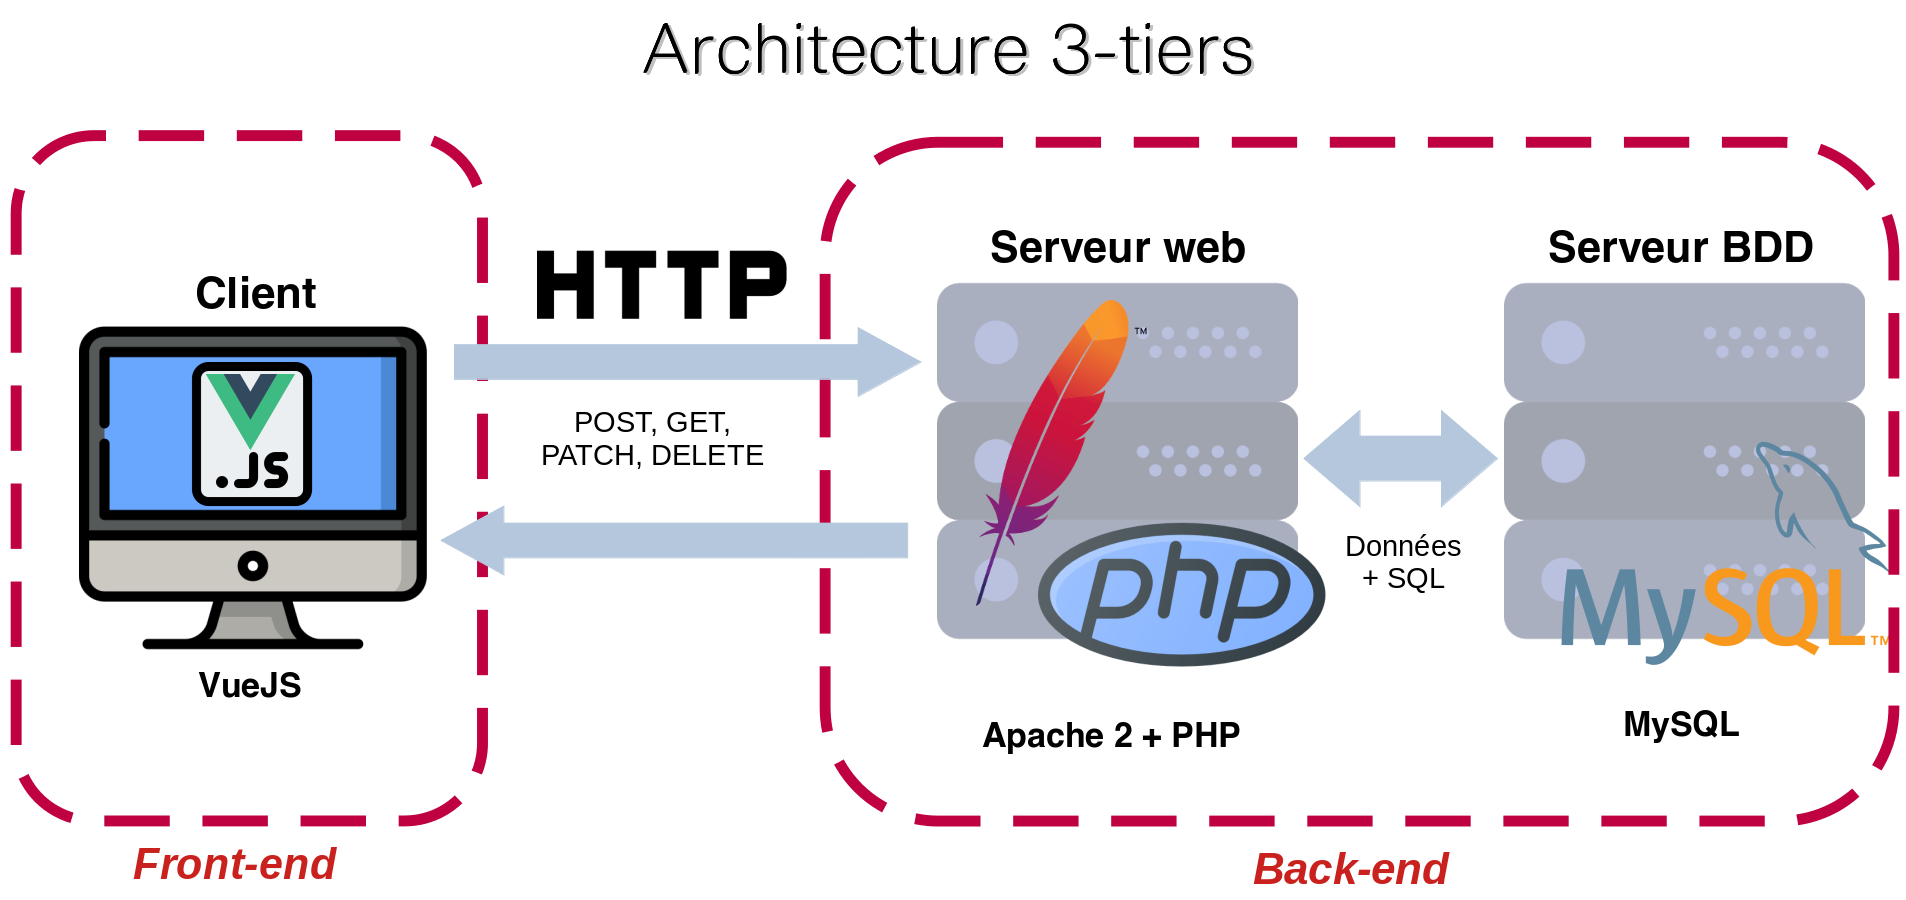 Architecture 3-tiers
Client
.JS
VueJS
Front-end
HTTP
POST, GET,
PATCH, DELETE
Serveur web
TM
php
Apache 2 + PHP
Données
+ SQL
Serveur BDD
MySQL TM
MySQL
Back-end